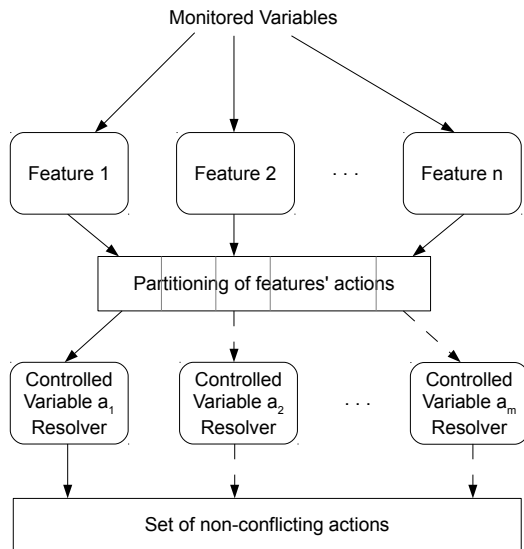 Monitored Variables
Feature 1
Feature 2
. . .
Feature n
Partitioning of features' actions
Controlled
Variable a1
Resolver
Controlled
Variable a2
Resolver
. . .
Controlled
Variable am
Resolver
Set of non-conflicting actions